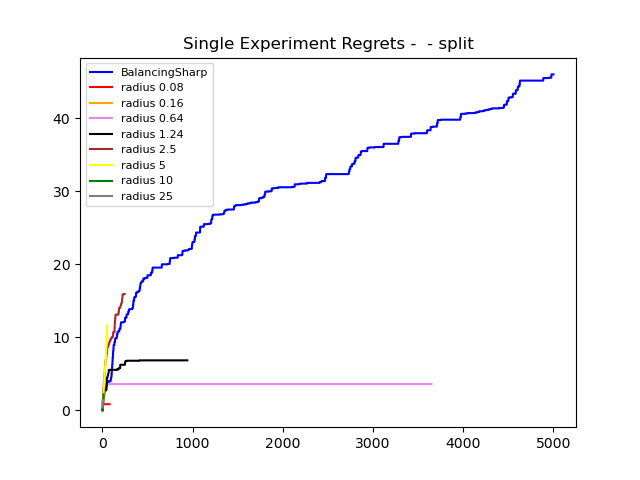 Single Experiment Regrets -  - split
BalancingSharp
radius 0.08
radius 0.16
radius 0.64
radius 1.24
radius 2.5
radius 5
radius 10
radius 25
40
30
20
10
0
0 1000 2000 3000 4000 5000